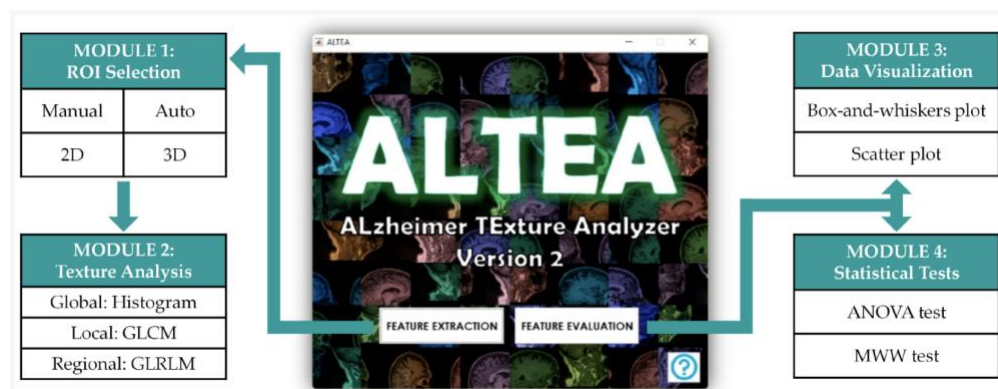 MODULE 1:
ROI Selection
Manual Auto
2D 3D
MODULE 2:
Texture Analysis
Global: Histogram
Local: GLCM
Regional: GLRLM
ALTEA
ALTEA
ALzheimer TExture Analyzer
Version 2
FEATURE EXTRACTION
FEATURE EVALUATION
?
MODULE 3:
Data Visualization
Box-and-whiskers plot
Scatter plot
MODULE 4:
Statistical Tests
ANOVA test
MWW test